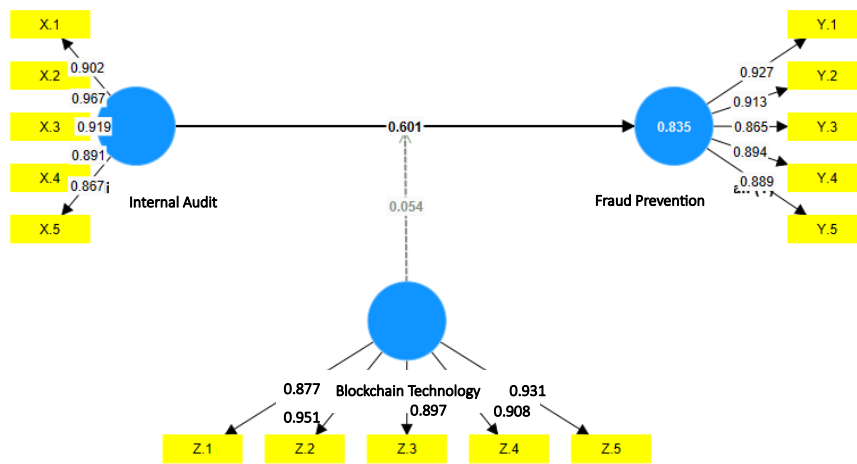 X.1
Y.1
0.902
0.927
X.2
Y.2
0.967
0.913
X.3
0.919
0.601
0.835
0.865
Y.3
0.891
0.894
X.4
0.867
0.889
Y.4
Internal Audit
Fraud Prevention
0.054
X.5
Y.5
0.877
Blockchain Technology
0.931
0.951
0.897
0.908
Z.1
Z.2
Z.3
Z.4
Z.5